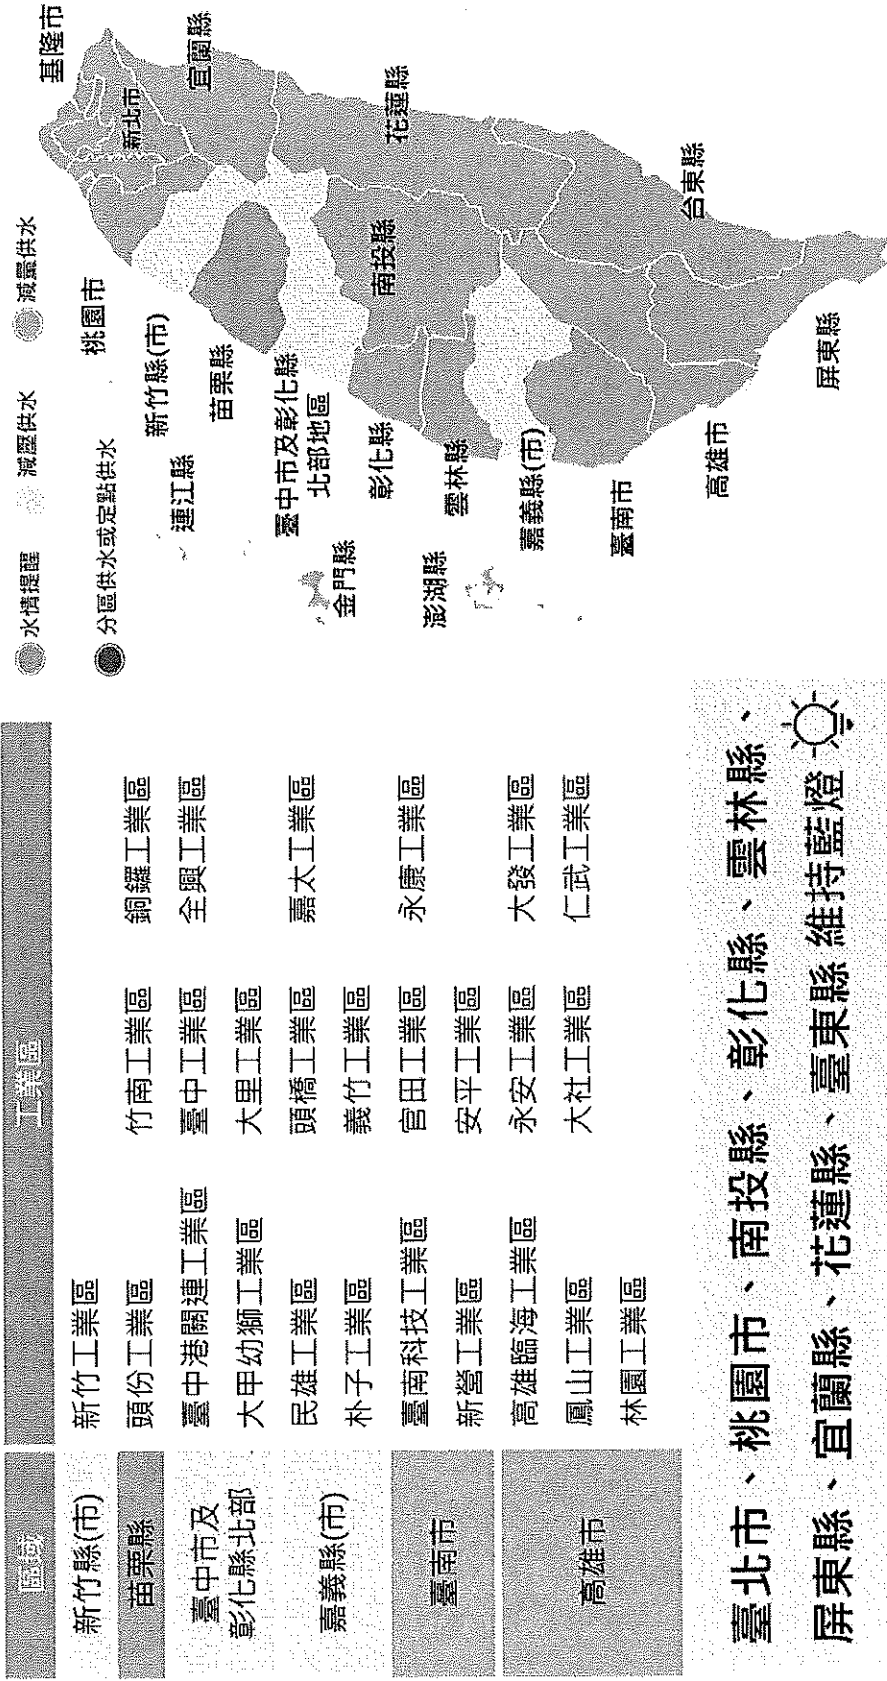 區域 工業區
新竹縣(市) 新竹工業區
苗栗縣 頭份工業區 竹南工業區 銅鑼工業區
臺中市及
彰化縣北部
臺中港關連工業區 臺中工業區 全興工業區
大甲幼獅工業區 大里工業區
嘉義縣(市)
民雄工業區 頭橋工業區 嘉太工業區
朴子工業區 義竹工業區
臺南市
臺南科技工業區 官田工業區 永康工業區
新營工業區 安平工業區
高雄市
高雄臨海工業區 永安工業區 大發工業區
鳳山工業區 大社工業區 仁武工業區
林園工業區
臺北市、桃園市、南投縣、彰化縣、雲林縣、
屏東縣、宜蘭縣、花蓮縣、臺東縣 維持藍燈
水情提醒 減壓供水 減量供水
分區供水或定點供水
基隆市
桃園市
新北市
宜蘭縣
新竹縣(市)
連江縣
苗栗縣
臺中市及彰化縣
北部地區
金門縣
彰化縣
南投縣
花蓮縣
澎湖縣
雲林縣
嘉義縣(市)
臺南市
台東縣
高雄市
屏東縣